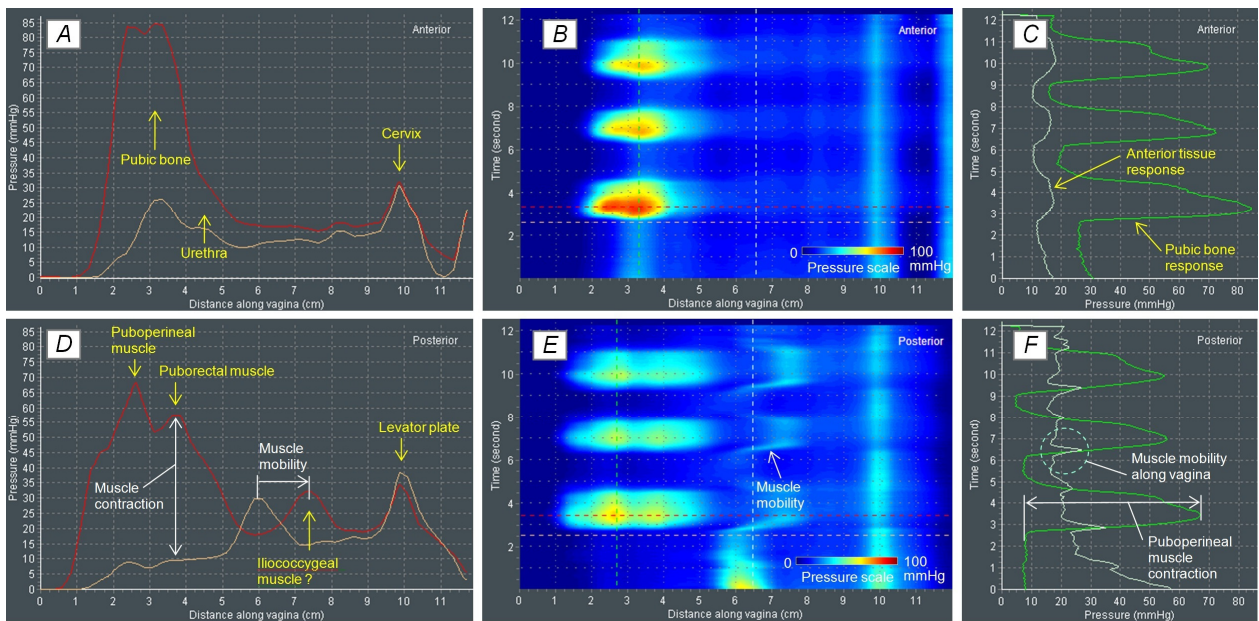 A
Anterior
85
80
75
70
65
60
55
50
45
40
35
30
25
20
15
10
5
0
Pressure (mmHg)
Pubic bone
Urethra
Cervix
0 1 2 3 4 5 6 7 8 9 10 11
Distance along vagina (cm)
B
Anterior
12
10
8
6
4
2
Time (second)
0 100
mmHg
Pressure scale
0 1 2 3 4 5 6 7 8 9 10 11
Distance along vagina (cm)
C
Anterior
12
11
10
9
8
7
6
5
4
3
2
1
0
Time (second)
Anterior tissue
response
Pubic bone
response
0 10 20 30 40 50 60 70 80
Pressure (mmHg)
D
Posterior
85
80
75
70
65
60
55
50
45
40
35
30
25
20
15
10
5
0
Pressure (mmHg)
Puboperineal
muscle
Puborectal muscle
Levator plate
Muscle
mobility
Muscle
contraction
Iliococcygeal
muscle ?
0 1 2 3 4 5 6 7 8 9 10 11
Distance along vagina (cm)
E
Posterior
12
10
8
6
4
2
Time (second)
Muscle
mobility
0 100
mmHg
Pressure scale
0 1 2 3 4 5 6 7 8 9 10 11
Distance along vagina (cm)
F
Posterior
12
11
10
9
8
7
6
5
4
3
2
1
0
Time (second)
Muscle mobility
along vagina
Puboperineal
muscle
contraction
0 10 20 30 40 50 60 70 80
Pressure (mmHg)